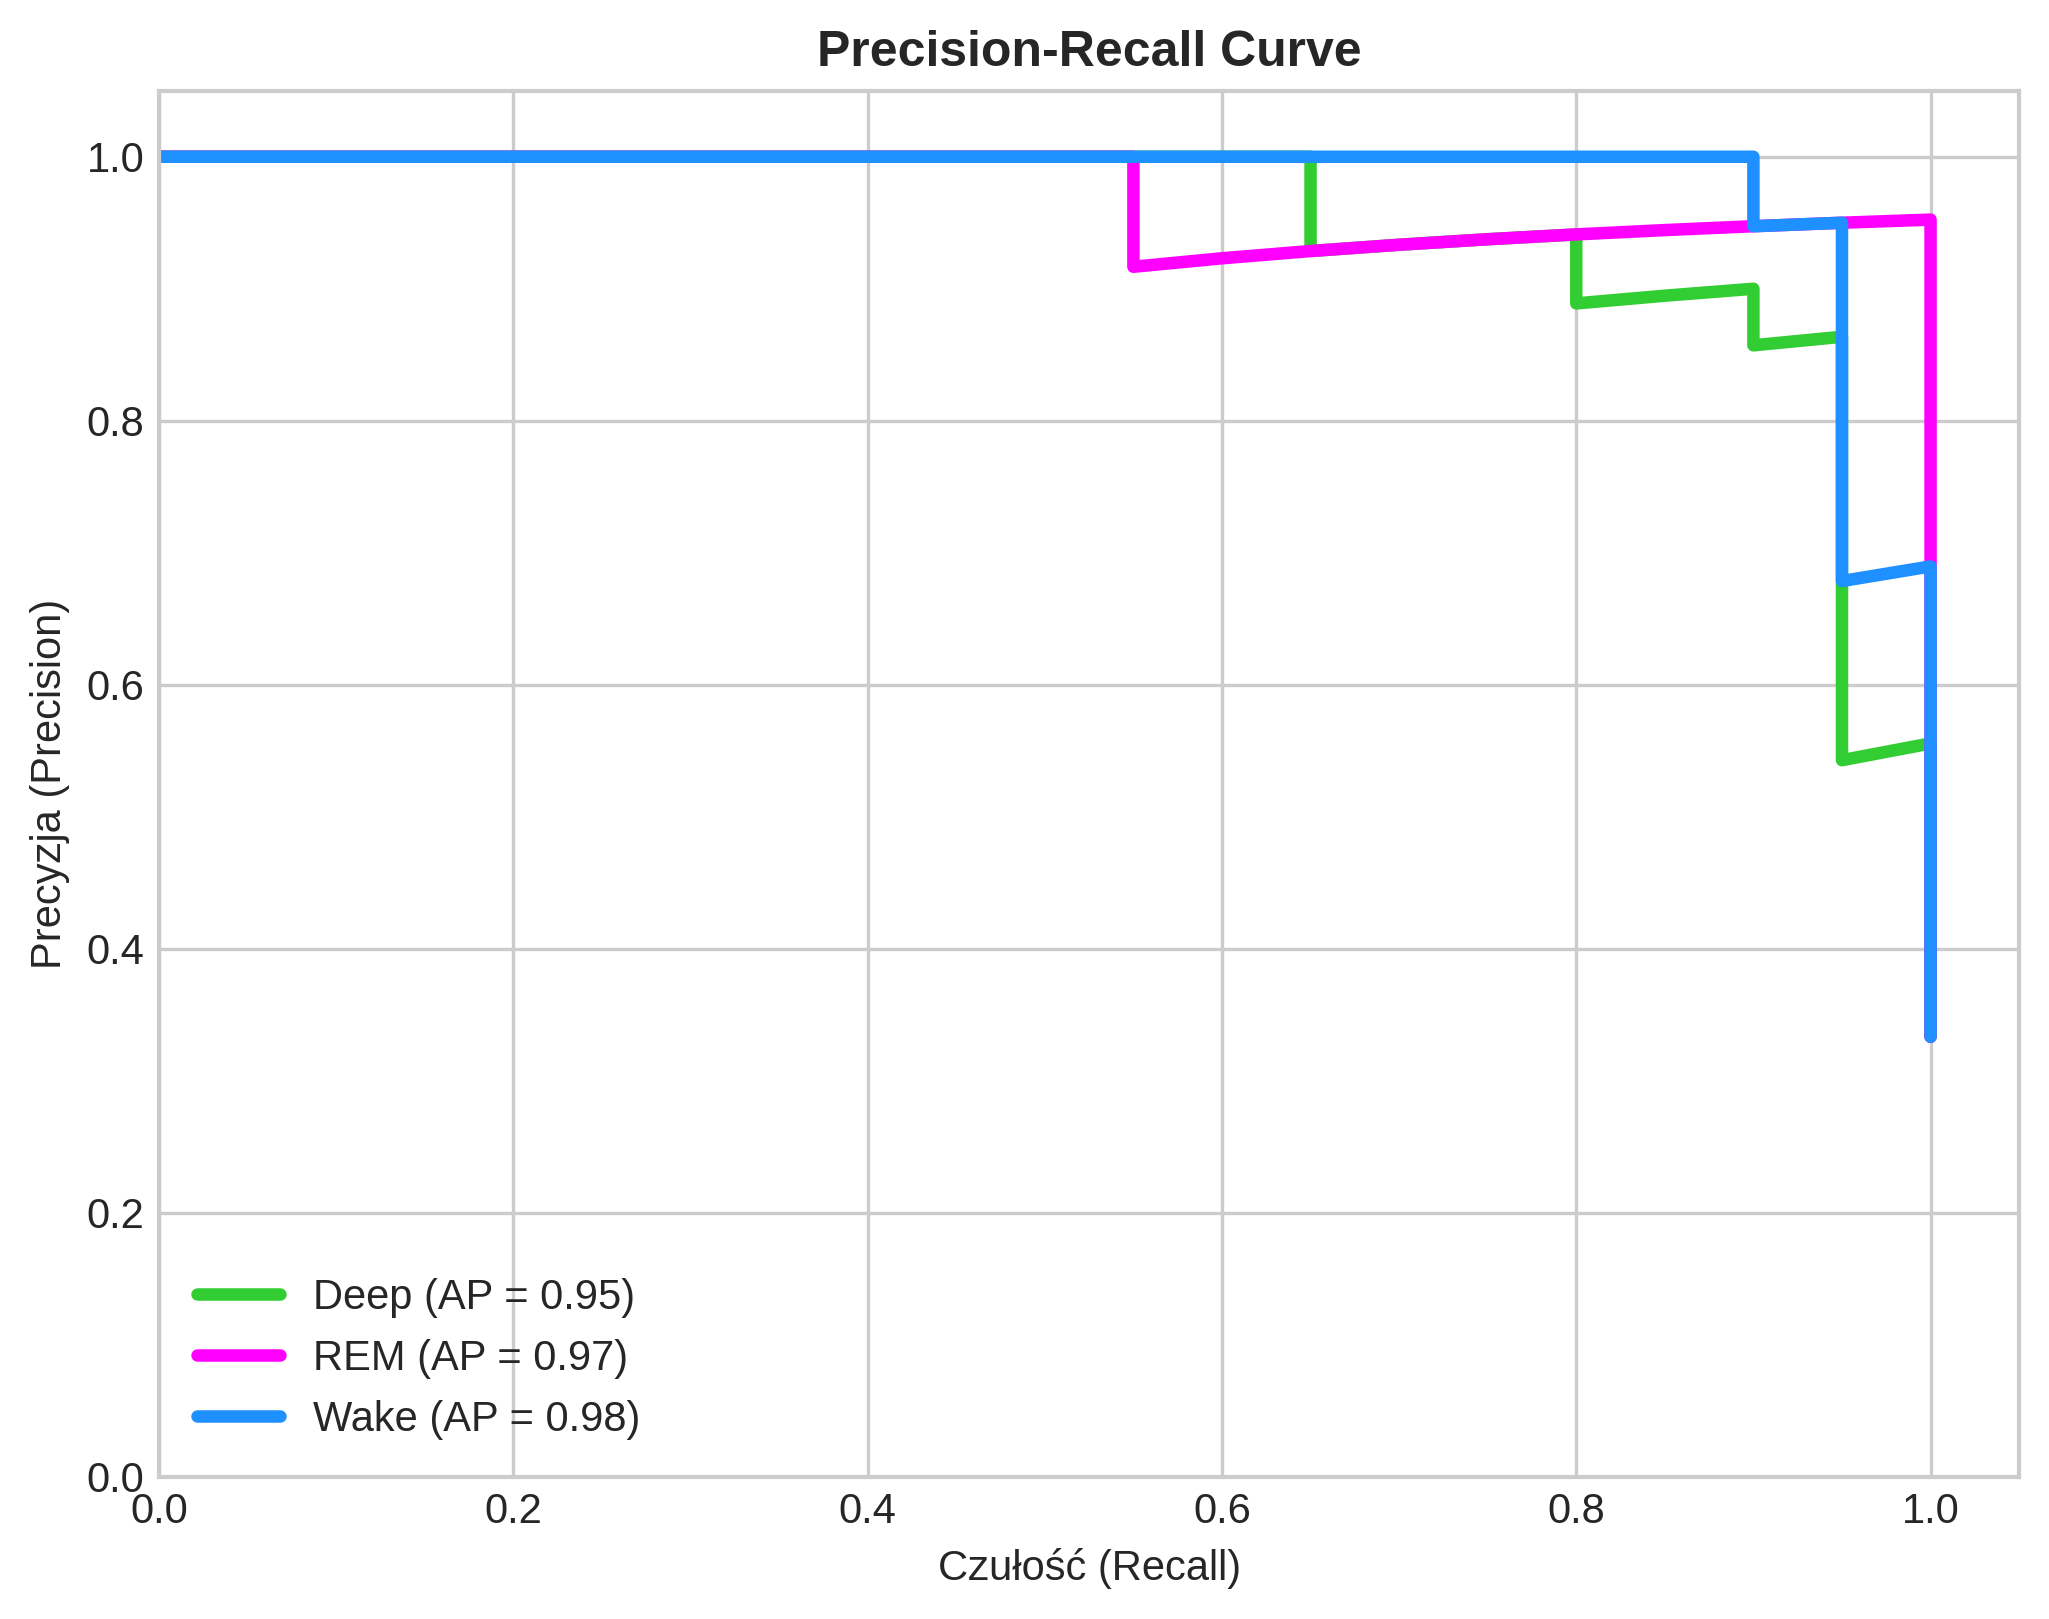 Precision-Recall Curve
1.0
0.8
0.6
0.4
0.2
0.0
Precyzja (Precision)
Deep (AP = 0.95)
REM (AP = 0.97)
Wake (AP = 0.98)
0.0 0.2 0.4 0.6 0.8 1.0
Czułość (Recall)